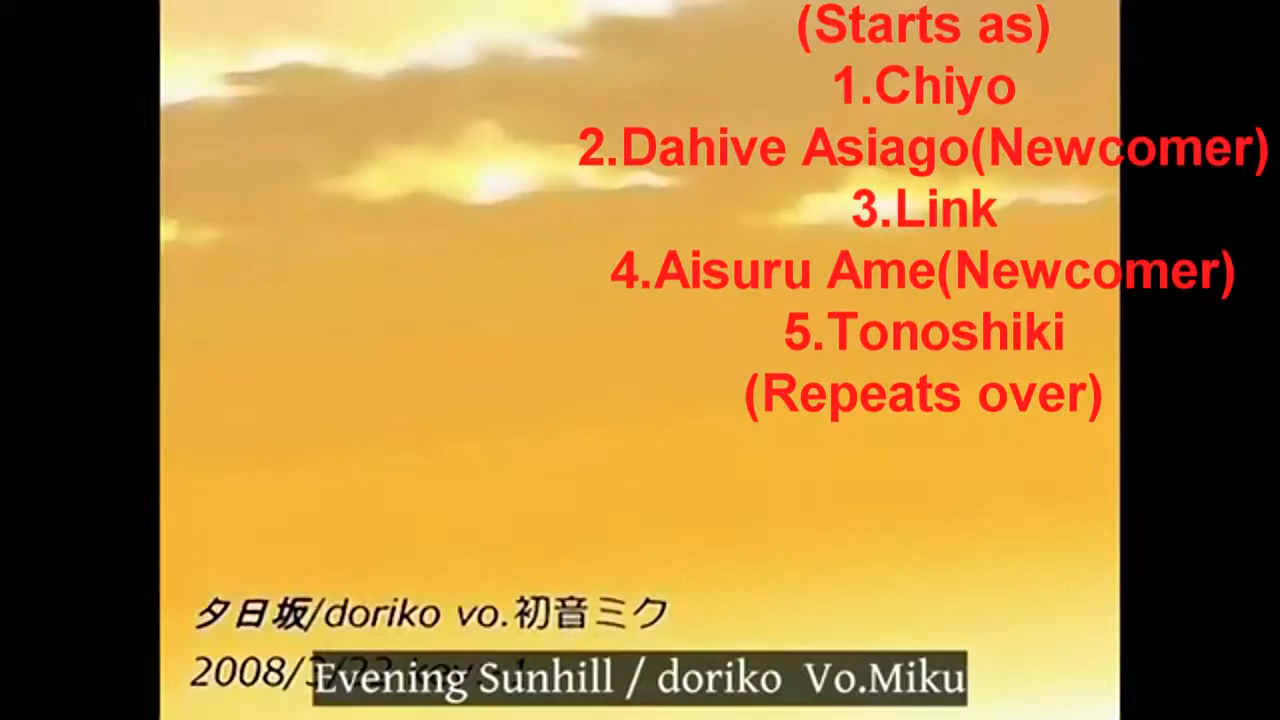 (Starts as)
1.Chiyo
2.Dahive Asiago(Newcomer)
3.Link
4.Aisuru Ame(Newcomer)
5.Tonoshiki
(Repeats over)
夕日坂/doriko vo.初音ミク
2008/
Evening Sunhill / doriko Vo.Miku